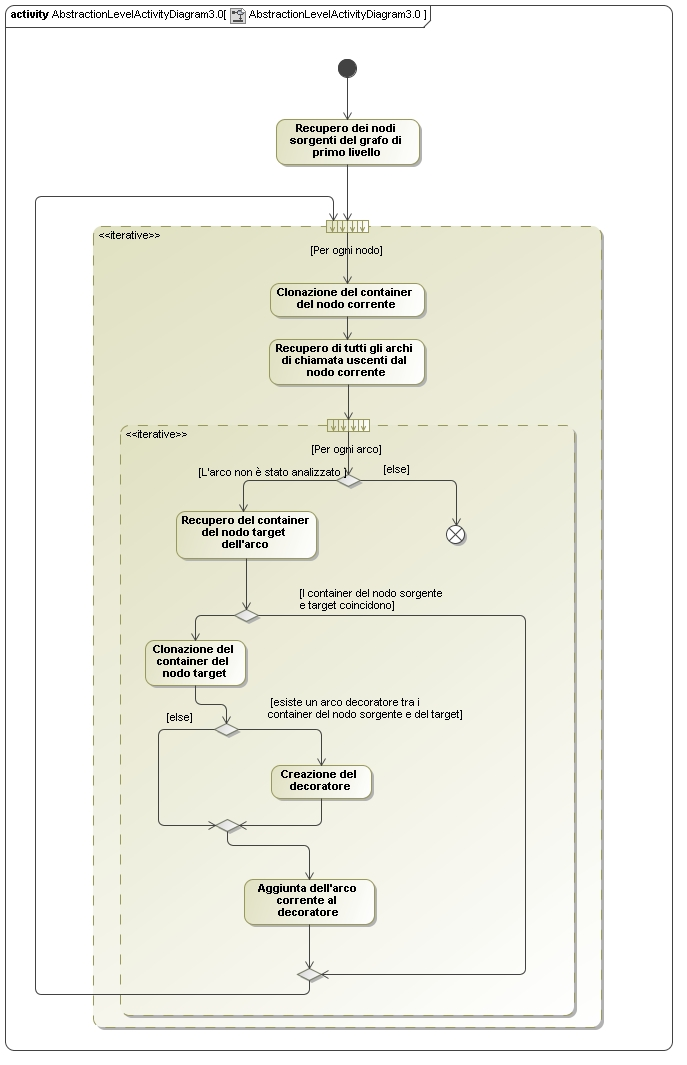 activity AbstractionLevelActivityDiagram3.0[ AbstractionLevelActivityDiagram3.0 ]
Recupero dei nodi
sorgenti del grafo di
primo livello
<<iterative>>
[Per ogni nodo]
Clonazione del container
del nodo corrente
Recupero di tutti gli archi
di chiamata uscenti dal
nodo corrente
<<iterative>>
[Per ogni arco]
[L'arco non è stato analizzato ]
[else]
Recupero del container
del nodo target
dell'arco
[I container del nodo sorgente
e target coincidono]
Clonazione del
container del
nodo target
[else]
[esiste un arco decoratore tra i
container del nodo sorgente e del target]
Creazione del
decoratore
Aggiunta dell'arco
corrente al
decoratore